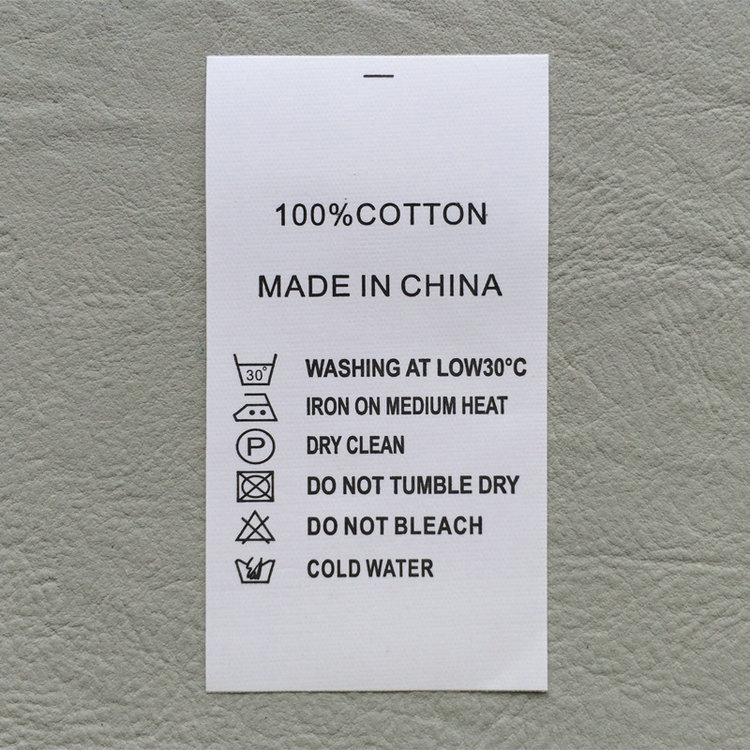 100%COTTON
MADE IN CHINA
30° WASHING AT LOW30°C
IRON ON MEDIUM HEAT
P DRY CLEAN
DO NOT TUMBLE DRY
DO NOT BLEACH
COLD WATER